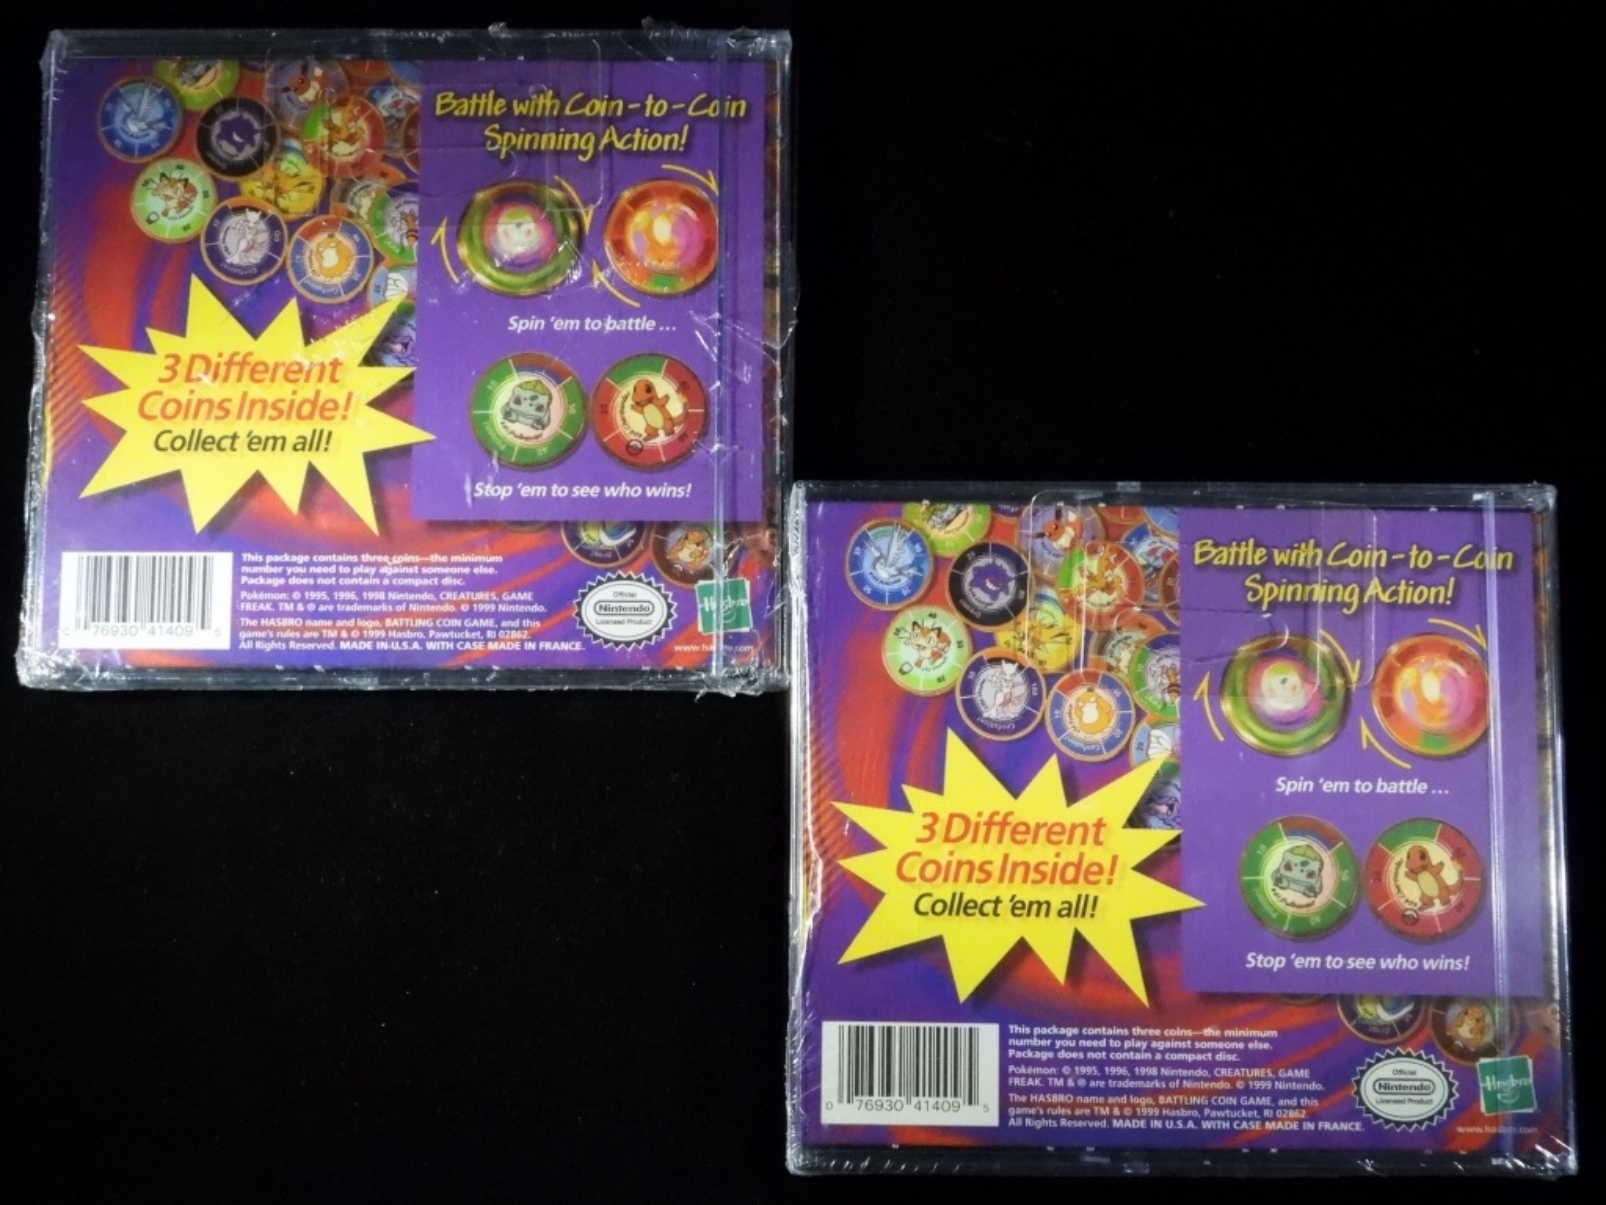 Battle with Coin-to-Coin
Spinning Action!
Spin 'em to battle ...
3 Different
Coins Inside!
Collect 'em all!
Stop 'em to see who wins!
This package contains three coins—the minimum
number you need to play against someone else.
Package does not contain a compact disc.
Pokémon: © 1995, 1996, 1998 Nintendo, CREATURES, GAME
FREAK. TM & ® are trademarks of Nintendo. © 1999 Nintendo.
The HASBRO name and logo, BATTLING COIN GAME, and this
game's rules are TM & © 1999 Hasbro, Pawtucket, RI 02862.
All Rights Reserved. MADE IN U.S.A. WITH CASE MADE IN FRANCE.
0 76930 41409 5
Official
Nintendo
Licensed Product
Hasbro
www.hasbro.com
Battle with Coin-to-Coin
Spinning Action!
Spin 'em to battle ...
3 Different
Coins Inside!
Collect 'em all!
Stop 'em to see who wins!
This package contains three coins—the minimum
number you need to play against someone else.
Package does not contain a compact disc.
Pokémon: © 1995, 1996, 1998 Nintendo, CREATURES, GAME
FREAK. TM & ® are trademarks of Nintendo. © 1999 Nintendo.
The HASBRO name and logo, BATTLING COIN GAME, and this
game's rules are TM & © 1999 Hasbro, Pawtucket, RI 02862
All Rights Reserved. MADE IN U.S.A. WITH CASE MADE IN FRANCE.
0 76930 41409 5
Official
Nintendo
Licensed Product
Hasbro
www.hasbro.com